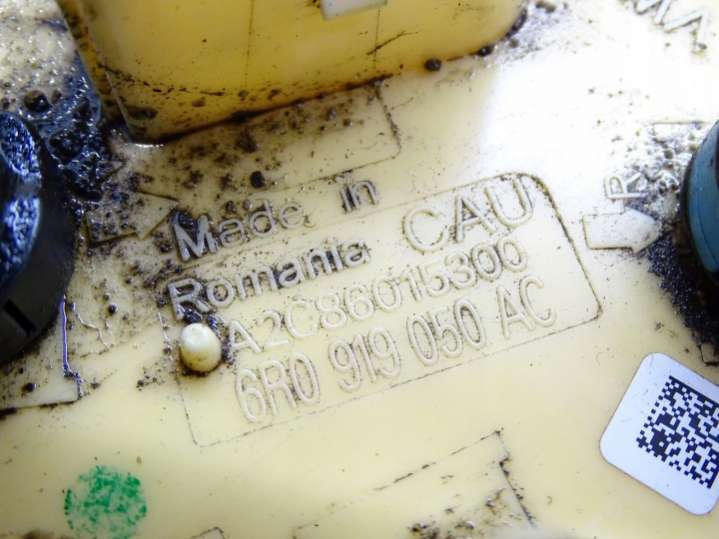 Made in
Romania CAU
A2C86015300
6R0 919 050 AC
R